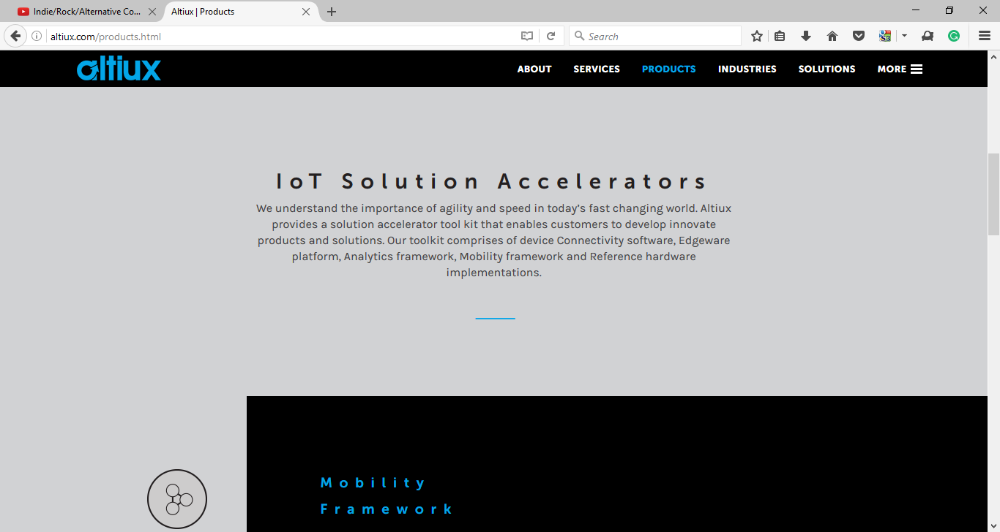 Indie/Rock/Alternative Co...
Altiux | Products
altiux.com/products.html
Search
altiux
ABOUT SERVICES PRODUCTS INDUSTRIES SOLUTIONS MORE
IoT Solution Accelerators
We understand the importance of agility and speed in today's fast changing world. Altiux
provides a solution accelerator tool kit that enables customers to develop innovate
products and solutions. Our toolkit comprises of device Connectivity software, Edgeware
platform, Analytics framework, Mobility framework and Reference hardware
implementations.
Mobility
Framework